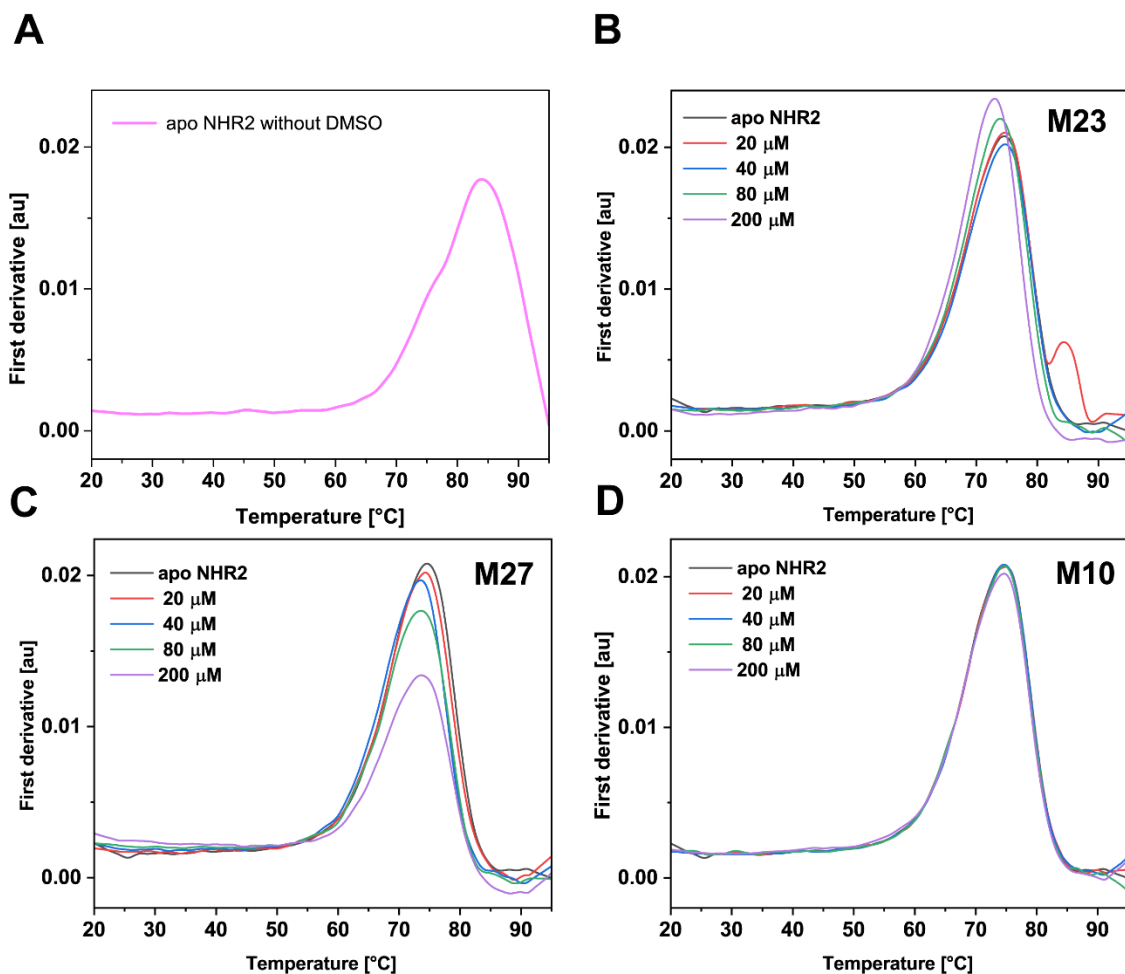 A
apo NHR2 without DMSO
0.02
0.01
0.00
First derivative [au]
20 30 40 50 60 70 80 90
Temperature [°C]
B
M23
apo NHR2
20 μM
40 μM
80 μM
200 μM
0.02
0.01
0.00
First derivative [au]
20 30 40 50 60 70 80 90
Temperature [°C]
C
M27
apo NHR2
20 μM
40 μM
80 μM
200 μM
0.02
0.01
0.00
First derivative [au]
20 30 40 50 60 70 80 90
Temperature [°C]
D
M10
apo NHR2
20 μM
40 μM
80 μM
200 μM
0.02
0.01
0.00
First derivative [au]
20 30 40 50 60 70 80 90
Temperature [°C]